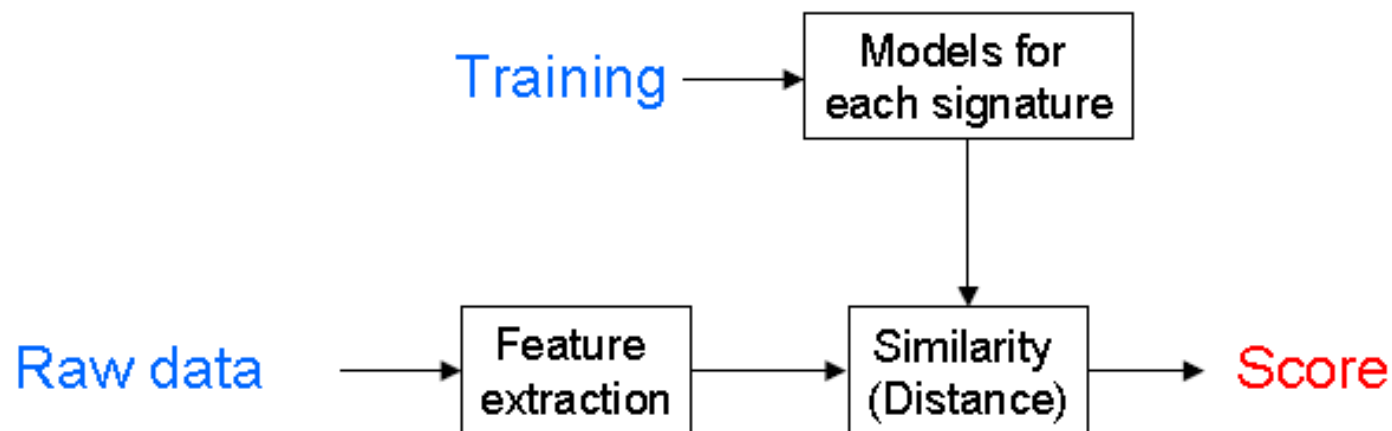 Training
Models for
each signature
Raw data
Feature
extraction
Similarity
(Distance)
Score